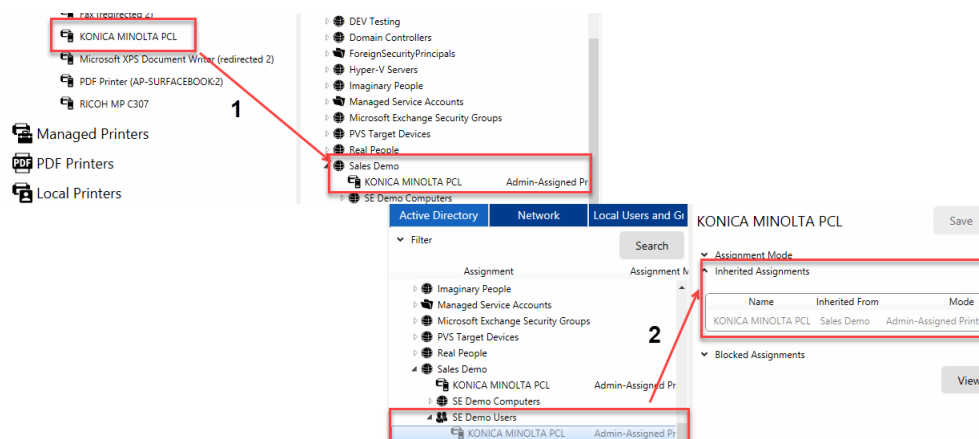 Fax (redirected 2)
KONICA MINOLTA PCL
Microsoft XPS Document Writer (redirected 2)
PDF Printer (AP-SURFACEBOOK:2)
RICOH MP C307
Managed Printers
PDF
PDF Printers
Local Printers
1
DEV Testing
Domain Controllers
ForeignSecurityPrincipals
Hyper-V Servers
Imaginary People
Managed Service Accounts
Microsoft Exchange Security Groups
PVS Target Devices
Real People
Sales Demo
KONICA MINOLTA PCL Admin-Assigned Pr
SE Demo Computers
Active Directory Network Local Users and Gr
Filter
Search
Assignment Assignment M
Imaginary People
Managed Service Accounts
Microsoft Exchange Security Groups
PVS Target Devices
Real People
Sales Demo
KONICA MINOLTA PCL Admin-Assigned Pr
SE Demo Computers
SE Demo Users
KONICA MINOLTA PCL Admin-Assigned Pr
2
KONICA MINOLTA PCL Save
Assignment Mode
Inherited Assignments
Name Inherited From Mode
KONICA MINOLTA PCL Sales Demo Admin-Assigned Print
Blocked Assignments
View